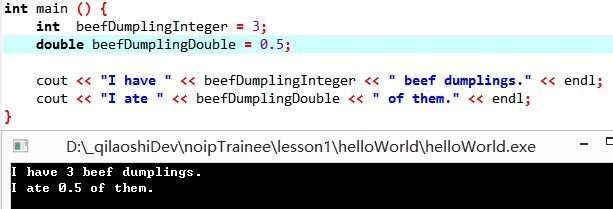 int main () {
int beefDumplingInteger = 3;
double beefDumplingDouble = 0.5;
cout << "I have " << beefDumplingInteger << " beef dumplings." << endl;
cout << "I ate " << beefDumplingDouble << " of them." << endl;
}
D:\_qilaoshiDev\noipTrainee\lesson1\helloWorld\helloWorld.exe
I have 3 beef dumplings.
I ate 0.5 of them.